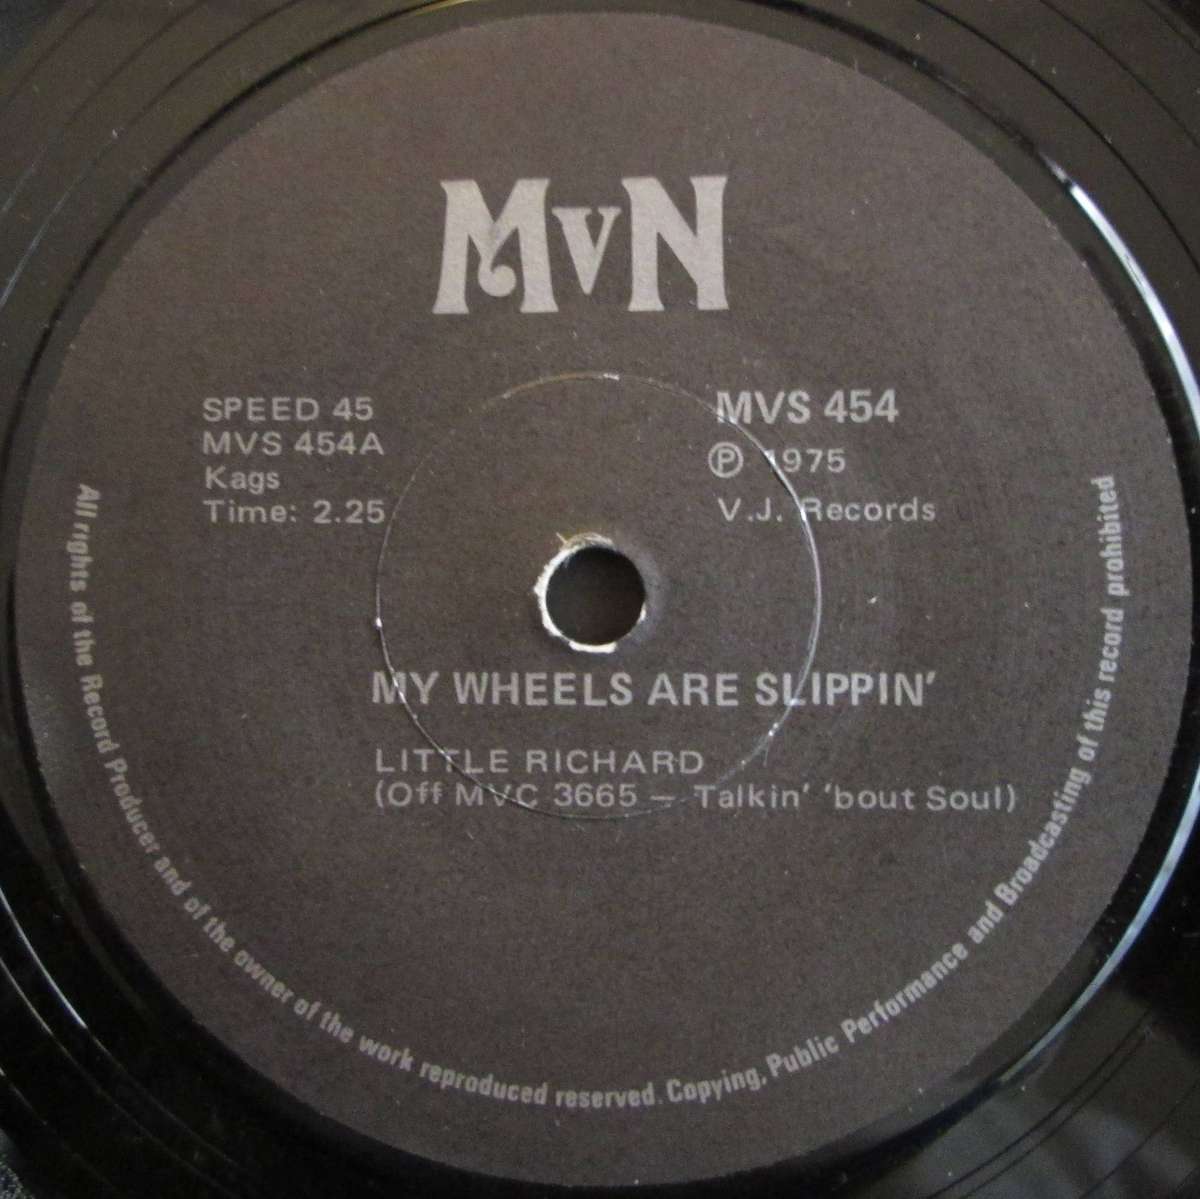 MVN
SPEED 45
MVS 454A
Kags
Time: 2.25
MVS 454
Ⓟ 1975
V.J. Records
MY WHEELS ARE SLIPPIN'
LITTLE RICHARD
(Off MVC 3665 — Talkin' 'bout Soul)
All rights of the Record Producer and of the owner of the work reproduced reserved. Copying, Public Performance and Broadcasting of this record prohibited